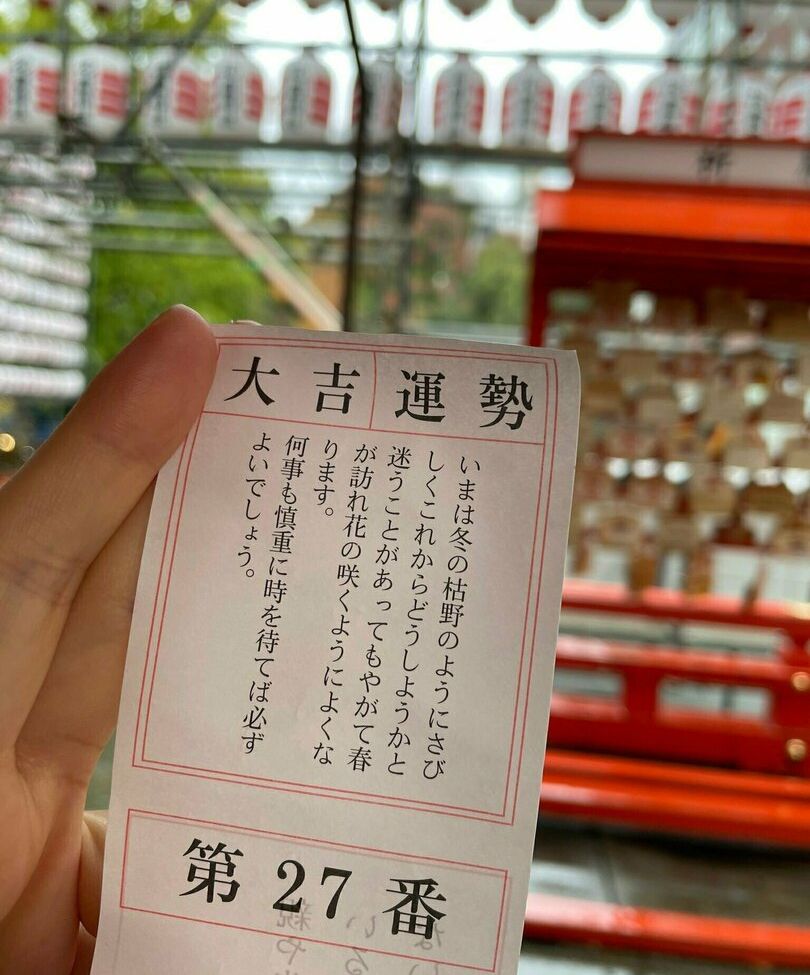 大吉 運勢
いまは冬の枯野のようにさび
しくこれからどうしようかと
迷うことがあってもやがて春
が訪れ花の咲くようによくな
ります。
何事も慎重に時を待てば必ず
よいでしょう。
第27番